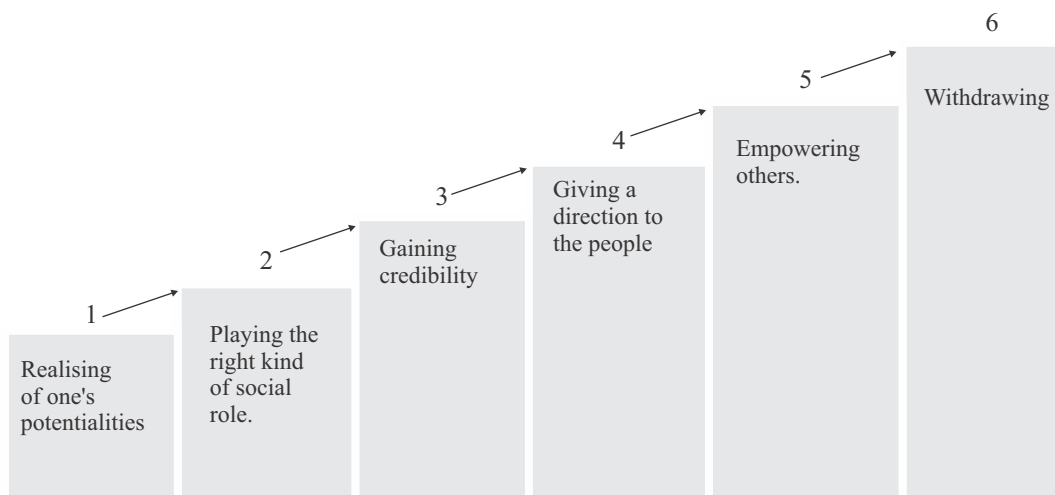 1
Realising
of one's
potentialities
2
Playing the
right kind
of social
role.
3
Gaining
credibility
4
Giving a
direction to
the people
5
Empowering
others.
6
Withdrawing